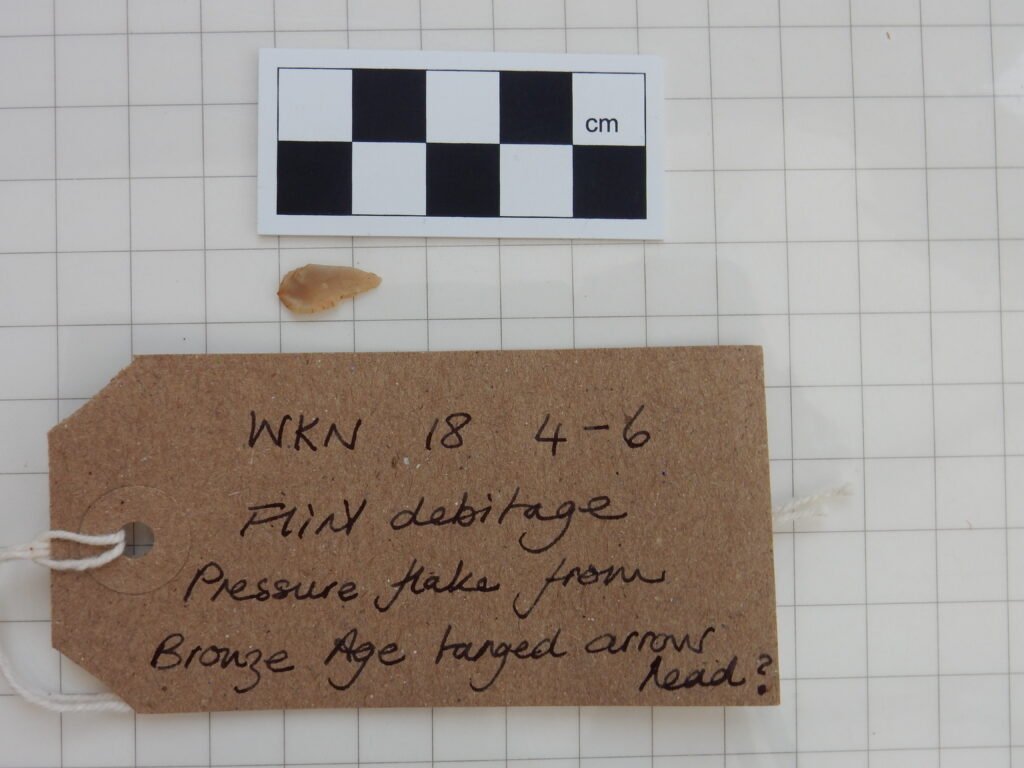 cm
WKN 18 4-6
Flint debitage
Pressure flake from
Bronze Age tanged arrow
head?